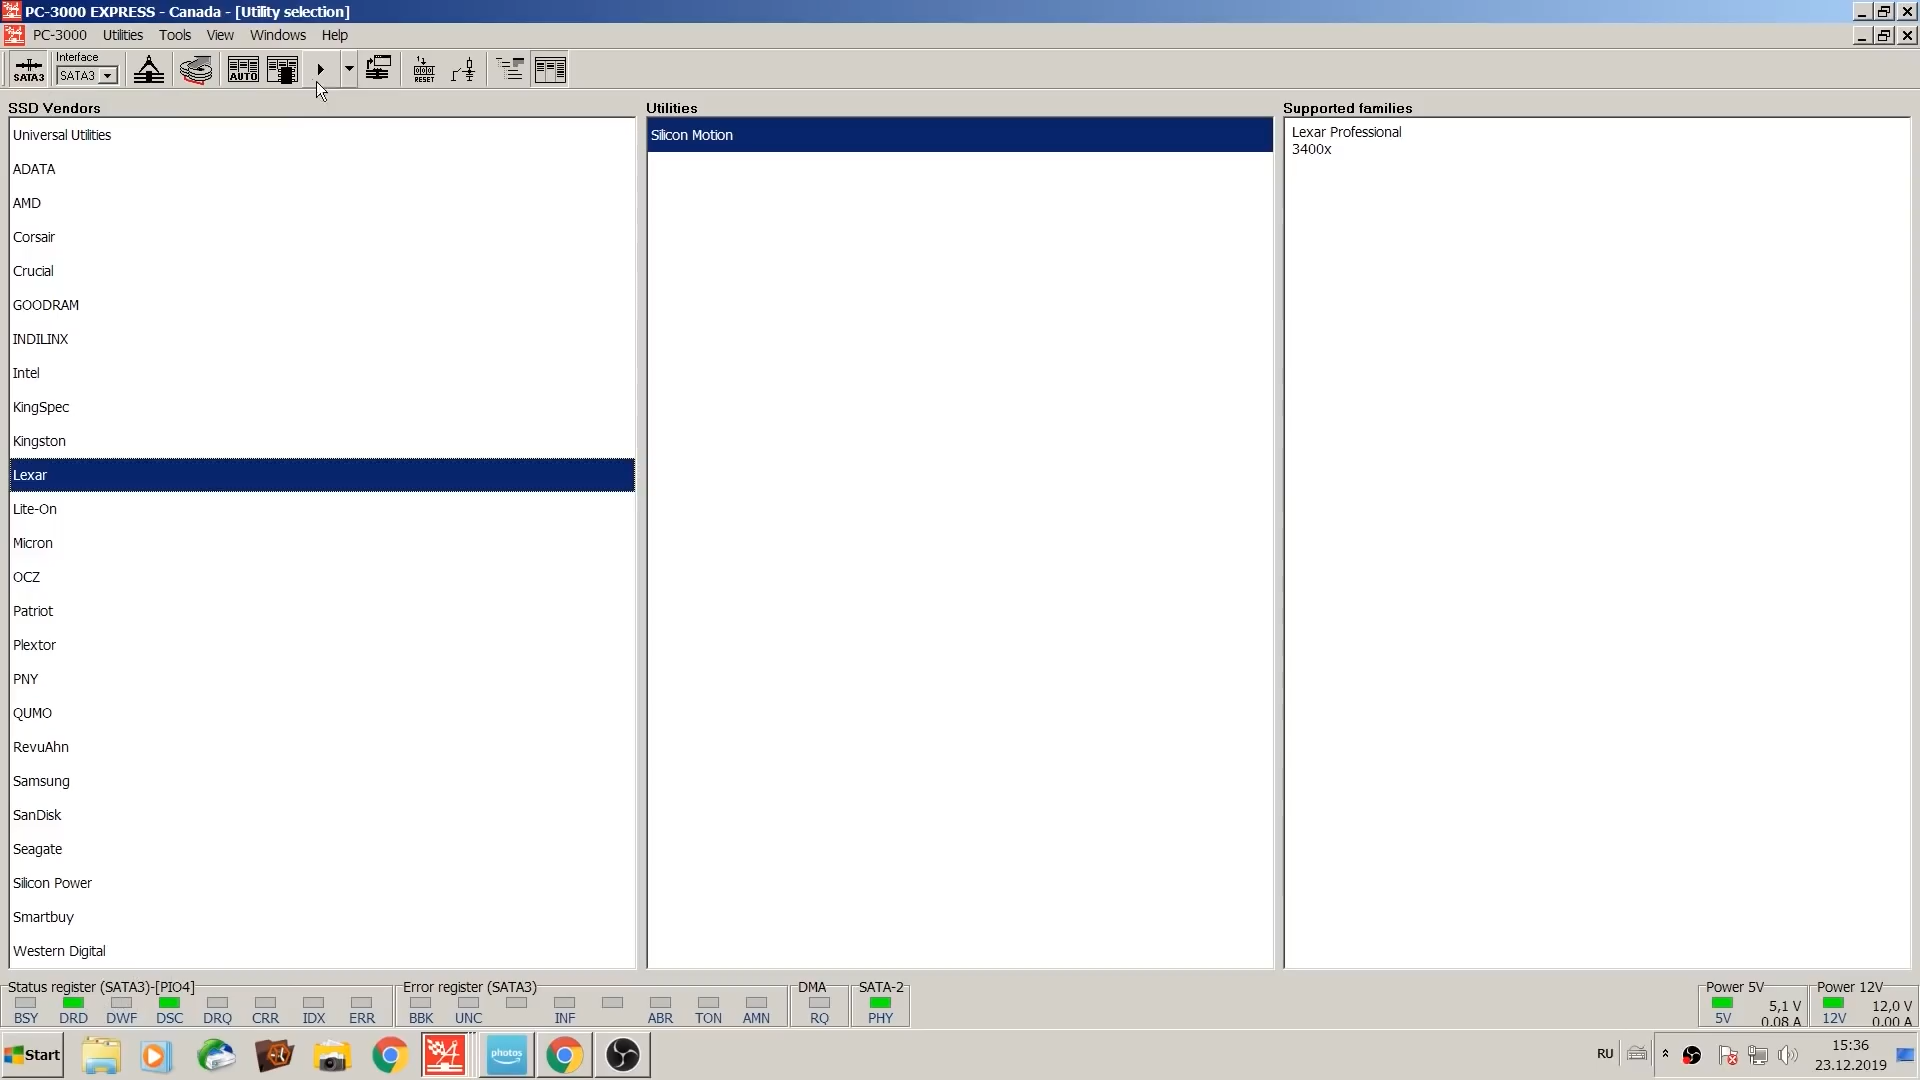 PC-3000 EXPRESS - Canada - [Utility selection]
PC-3000 Utilities Tools View Windows Help
SATA3
Interface
SATA3
AUTO
RESET
SSD Vendors
Universal Utilities
ADATA
AMD
Corsair
Crucial
GOODRAM
INDILINX
Intel
KingSpec
Kingston
Lexar
Lite-On
Micron
OCZ
Patriot
Plextor
PNY
QUMO
RevuAhn
Samsung
SanDisk
Seagate
Silicon Power
Smartbuy
Western Digital
Utilities
Silicon Motion
Supported families
Lexar Professional
3400x
Status register (SATA3)-[PIO4]
BSY DRD DWF DSC DRQ CRR IDX ERR
Error register (SATA3)
BBK UNC INF ABR TON AMN
DMA
RQ
SATA-2
PHY
Power 5V
5V 5,1 V
0.08 A
Power 12V
12V 12,0 V
0.00 A
Start
photos
RU
15:36
23.12.2019